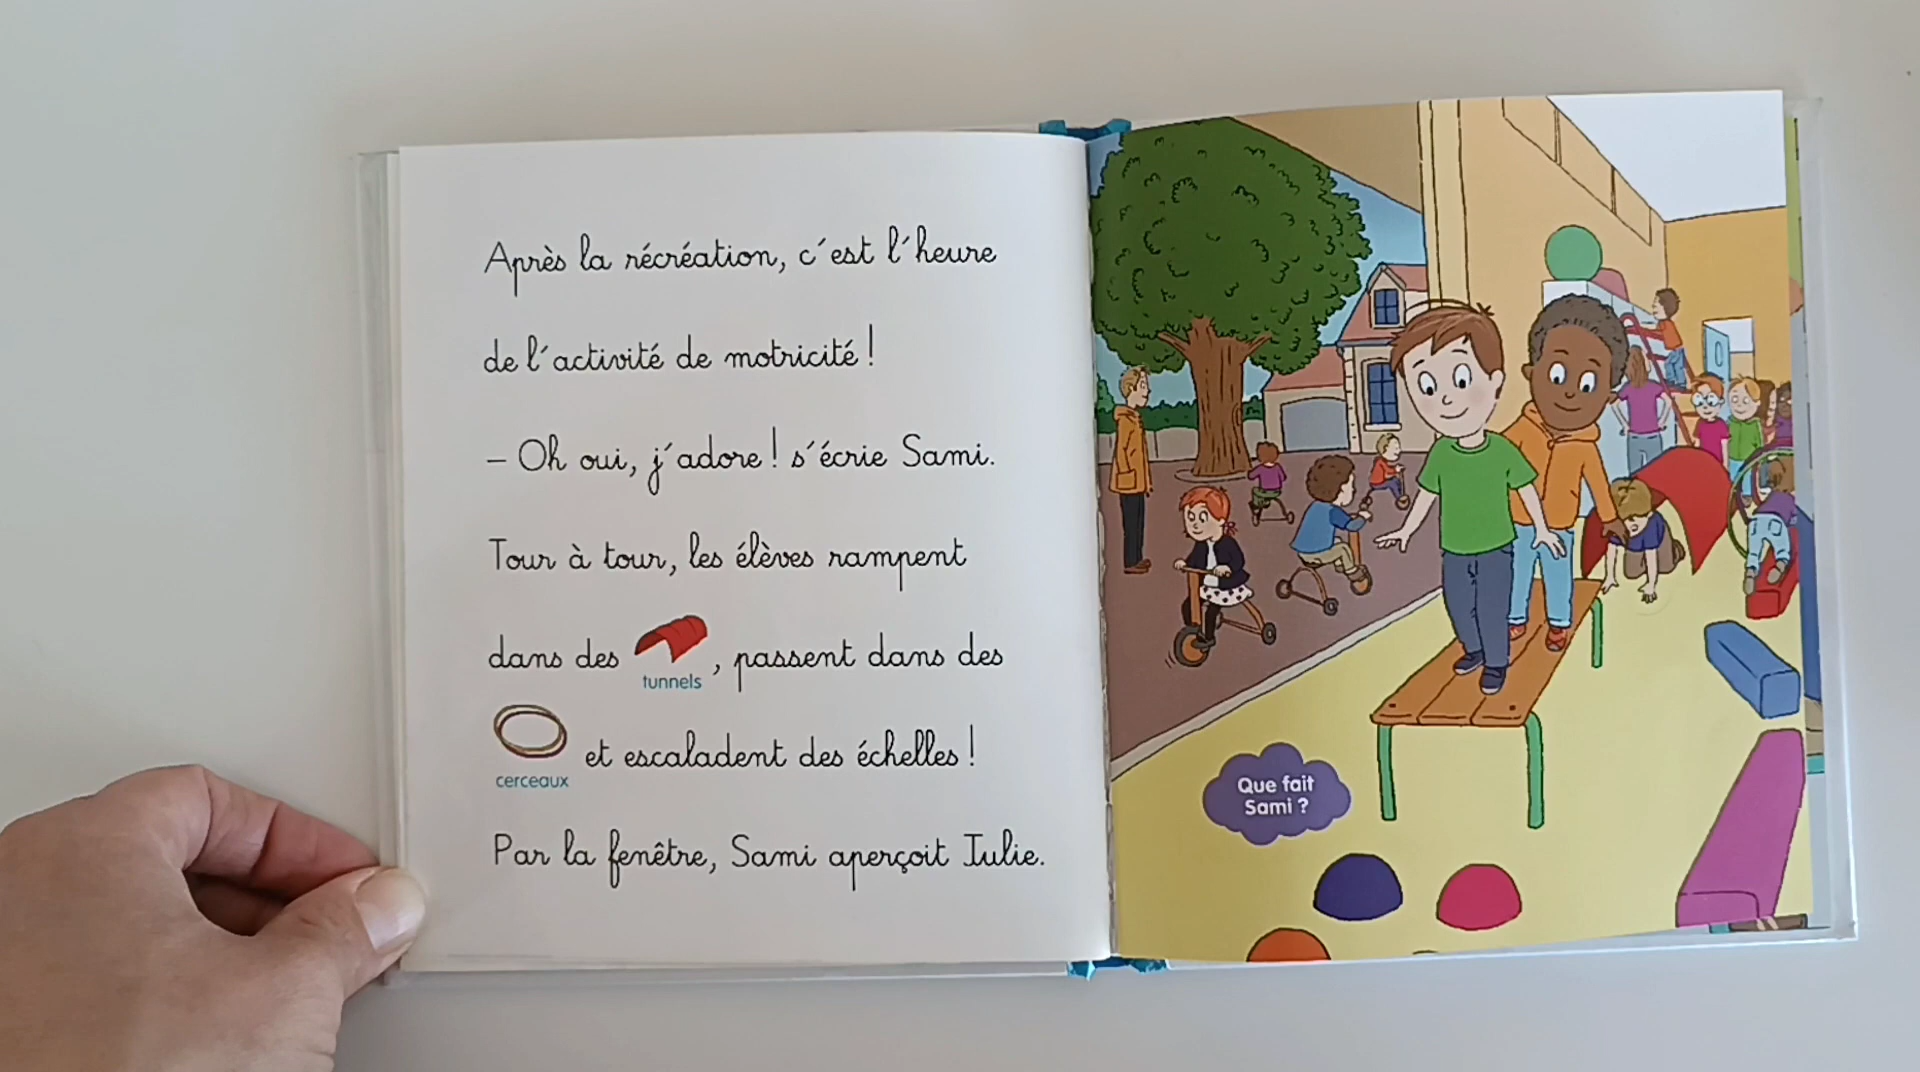 Après la récréation, c'est l'heure
de l'activité de motricité !
– Oh oui, j'adore ! s'écrie Sami.
Tour à tour, les élèves rampent
dans des , passent dans des
tunnels
et escaladent des échelles !
cerceaux
Par la fenêtre, Sami aperçoit Julie.
Que fait
Sami ?